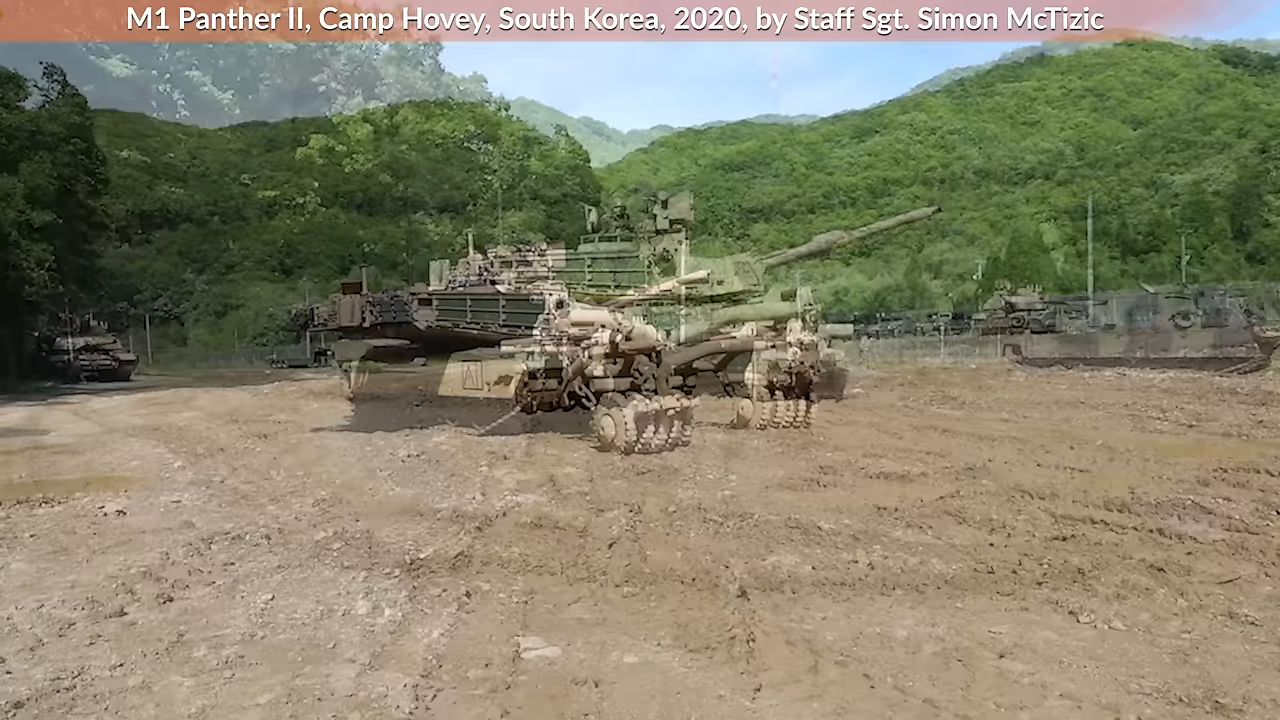 M1 Panther II, Camp Hovey, South Korea, 2020, by Staff Sgt. Simon McTizic